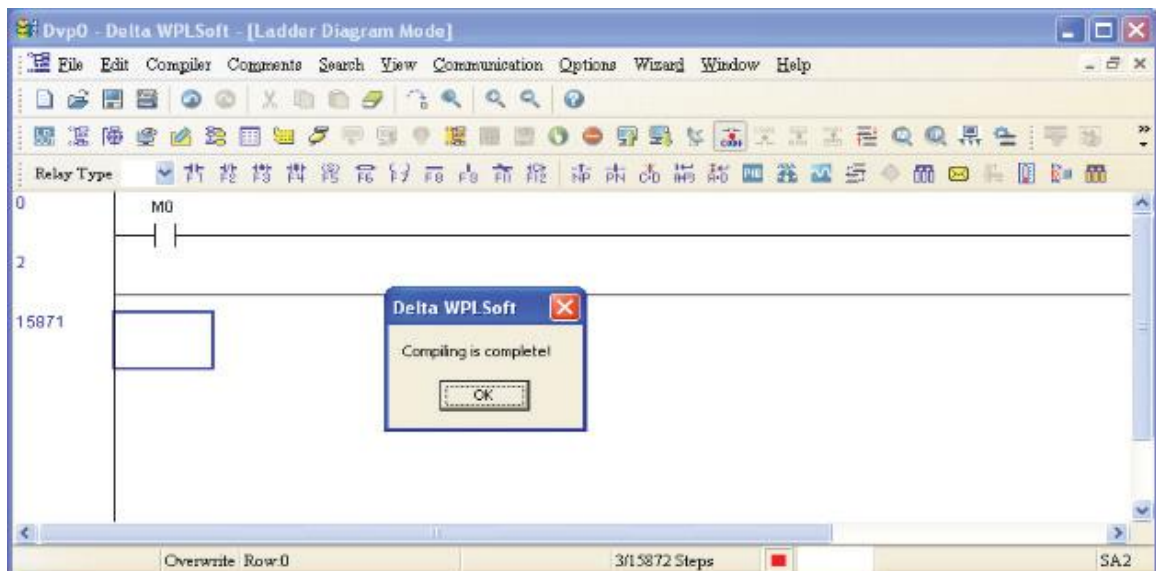 Dvp0 - Delta WPLSoft - [Ladder Diagram Mode]
File Edit Compiler Comments Search View Communication Options Wizard Window Help
Relay Type
0
M0
2
15871
Delta WPLSoft
Compiling is complete!
OK
Overwrite Row:0 3/15872 Steps SA2